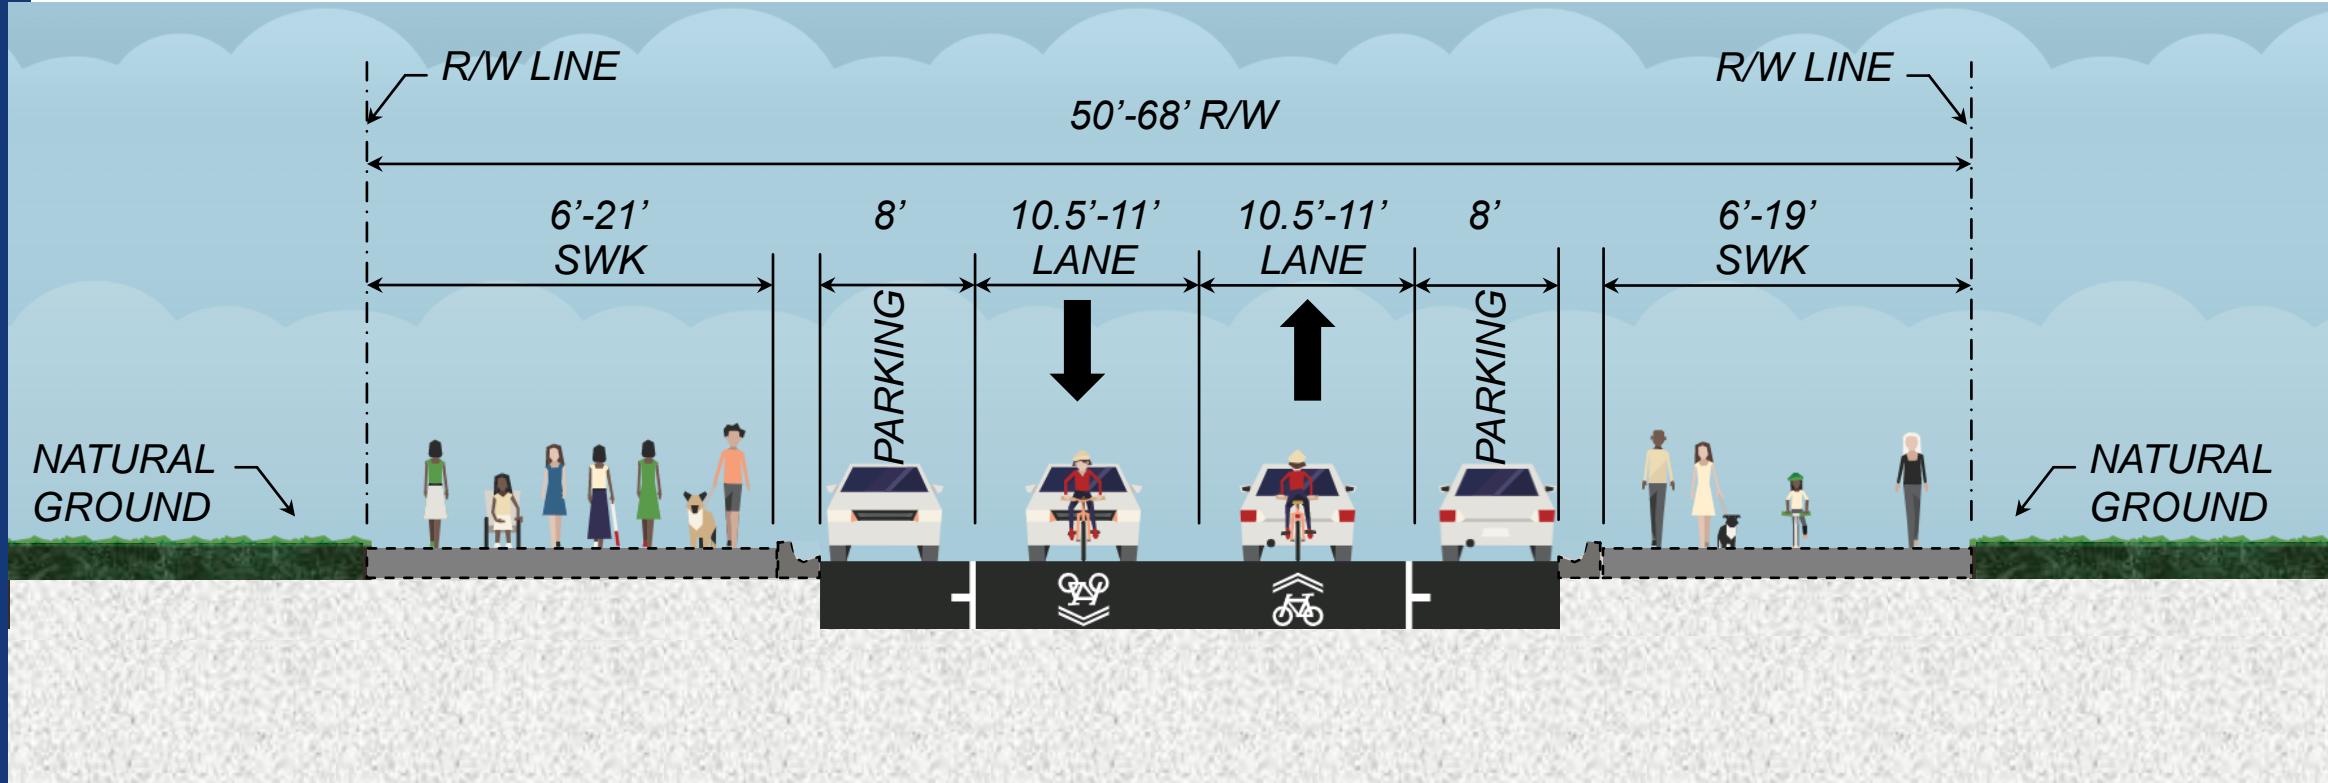 R/W LINE
R/W LINE
50’-68’ R/W
6’-21’
SWK
8’
PARKING
10.5’-11’
LANE
10.5’-11’
LANE
8’
PARKING
6’-19’
SWK
NATURAL
GROUND
NATURAL
GROUND